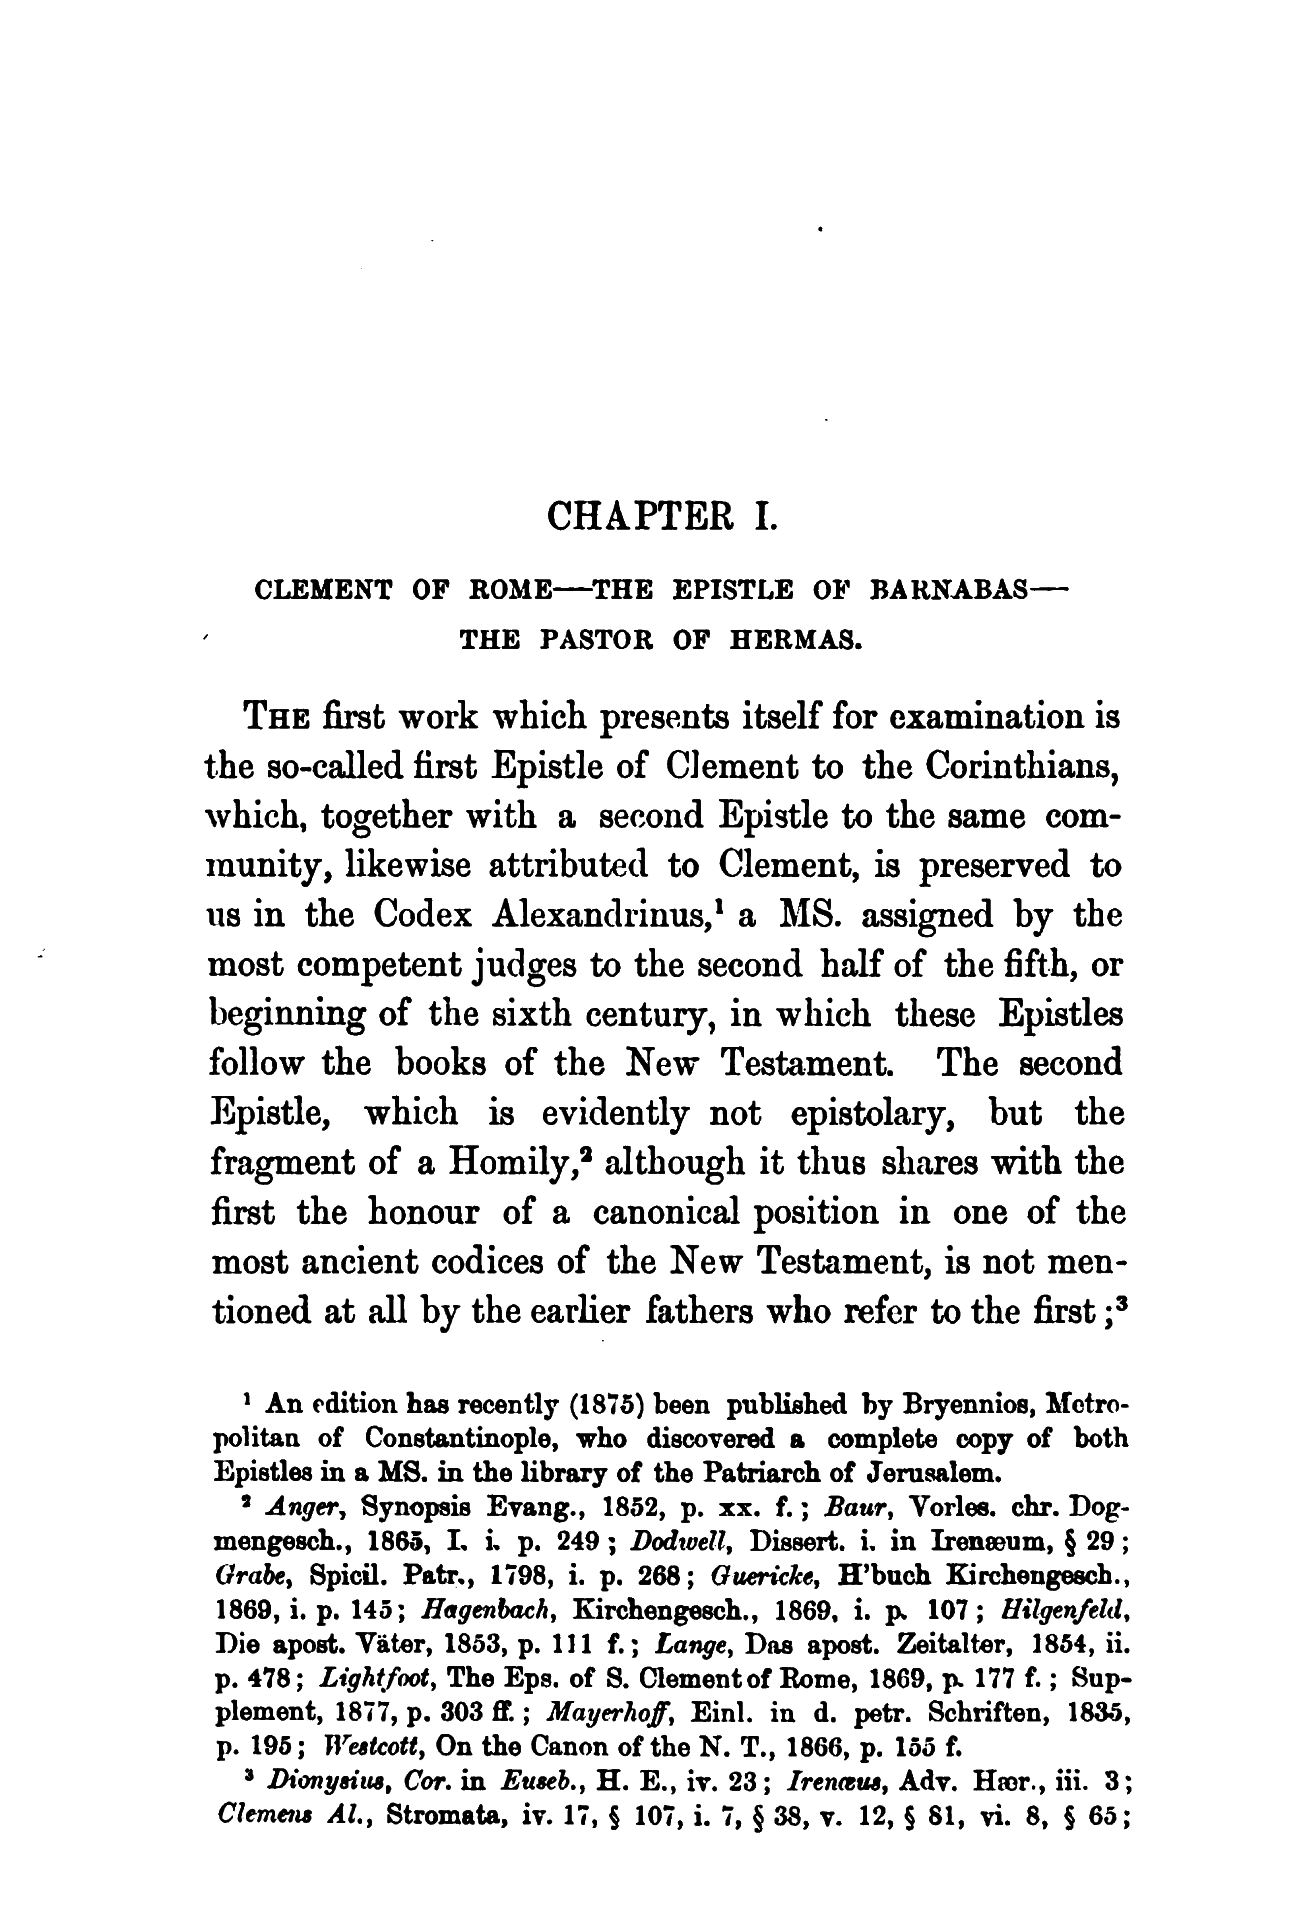 CHAPTER I.
CLEMENT OF ROME—THE EPISTLE OF BARNABAS—
THE PASTOR OF HERMAS.
THE first work which presents itself for examination is
the so-called first Epistle of Clement to the Corinthians,
which, together with a second Epistle to the same com-
munity, likewise attributed to Clement, is preserved to
us in the Codex Alexandrinus,¹ a MS. assigned by the
most competent judges to the second half of the fifth, or
beginning of the sixth century, in which these Epistles
follow the books of the New Testament. The second
Epistle, which is evidently not epistolary, but the
fragment of a Homily,² although it thus shares with the
first the honour of a canonical position in one of the
most ancient codices of the New Testament, is not men-
tioned at all by the earlier fathers who refer to the first ;³
¹ An edition has recently (1875) been published by Bryennios, Metro-
politan of Constantinople, who discovered a complete copy of both
Epistles in a MS. in the library of the Patriarch of Jerusalem.
² Anger, Synopsis Evang., 1852, p. xx. f. ; Baur, Vorles. chr. Dog-
mengesch., 1865, I. i. p. 249 ; Dodwell, Dissert. i. in Irenæum, § 29 ;
Grabe, Spicil. Patr., 1798, i. p. 268 ; Guericke, H'buch Kirchengesch.,
1869, i. p. 145 ; Hagenbach, Kirchengesch., 1869, i. p. 107 ; Hilgenfeld,
Die apost. Väter, 1853, p. 111 f. ; Lange, Das apost. Zeitalter, 1854, ii.
p. 478 ; Lightfoot, The Eps. of S. Clement of Rome, 1869, p. 177 f. ; Sup-
plement, 1877, p. 303 ff. ; Mayerhoff, Einl. in d. petr. Schriften, 1835,
p. 195 ; Westcott, On the Canon of the N. T., 1866, p. 155 f.
³ Dionysius, Cor. in Euseb., H. E., iv. 23 ; Irenæus, Adv. Hær., iii. 3 ;
Clemens Al., Stromata, iv. 17, § 107, i. 7, § 38, v. 12, § 81, vi. 8, § 65 ;